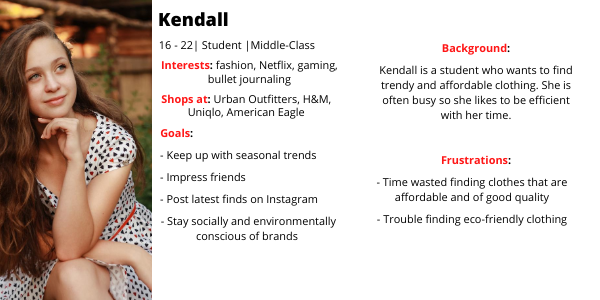 Kendall
16 - 22| Student |Middle-Class
Interests: fashion, Netflix, gaming,
bullet journaling
Shops at: Urban Outfitters, H&M,
Uniqlo, American Eagle
Goals:
- Keep up with seasonal trends
- Impress friends
- Post latest finds on Instagram
- Stay socially and environmentally
conscious of brands
Background:
Kendall is a student who wants to find
trendy and affordable clothing. She is
often busy so she likes to be efficient
with her time.
Frustrations:
- Time wasted finding clothes that are
affordable and of good quality
- Trouble finding eco-friendly clothing